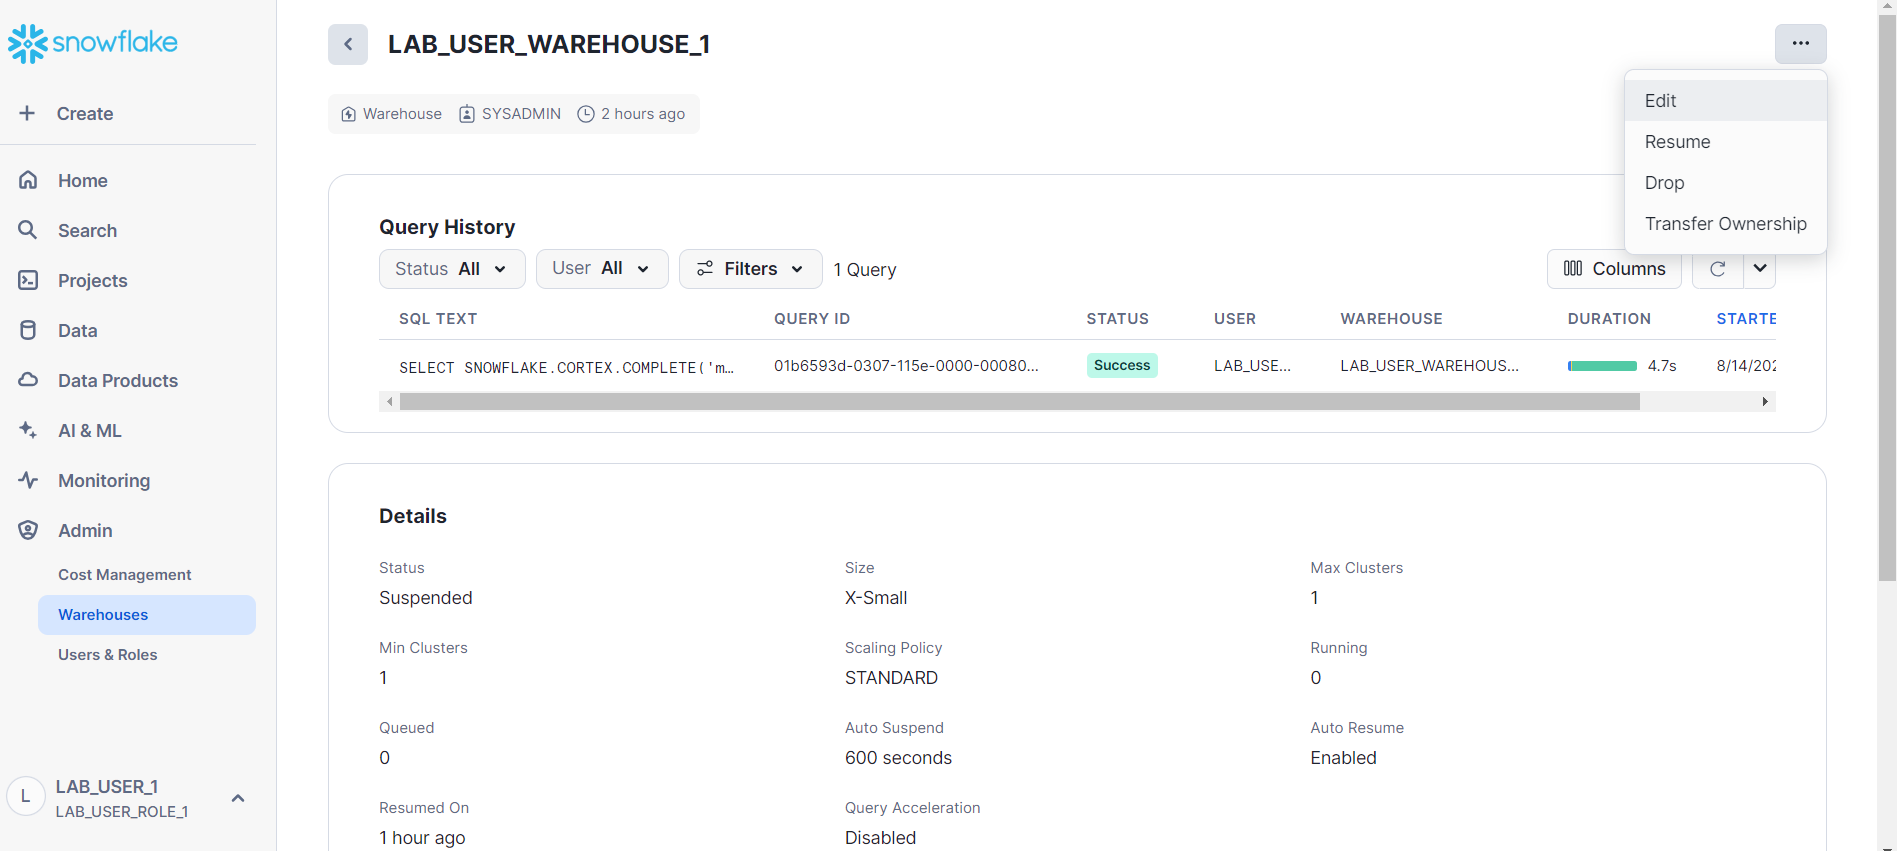 snowflake
Create
Home
Search
Projects
Data
Data Products
AI & ML
Monitoring
Admin
Cost Management
Warehouses
Users & Roles
L
LAB_USER_1
LAB_USER_ROLE_1
LAB_USER_WAREHOUSE_1
Warehouse SYSADMIN 2 hours ago
Edit
Resume
Drop
Transfer Ownership
Query History
Status All User All Filters 1 Query Columns
SQL TEXT QUERY ID STATUS USER WAREHOUSE DURATION STARTE
SELECT SNOWFLAKE.CORTEX.COMPLETE('m… 01b6593d-0307-115e-0000-00080... Success LAB_USE... LAB_USER_WAREHOUS... 4.7s 8/14/202
Details
Status Size Max Clusters
Suspended X-Small 1
Min Clusters Scaling Policy Running
1 STANDARD 0
Queued Auto Suspend Auto Resume
0 600 seconds Enabled
Resumed On Query Acceleration
1 hour ago Disabled